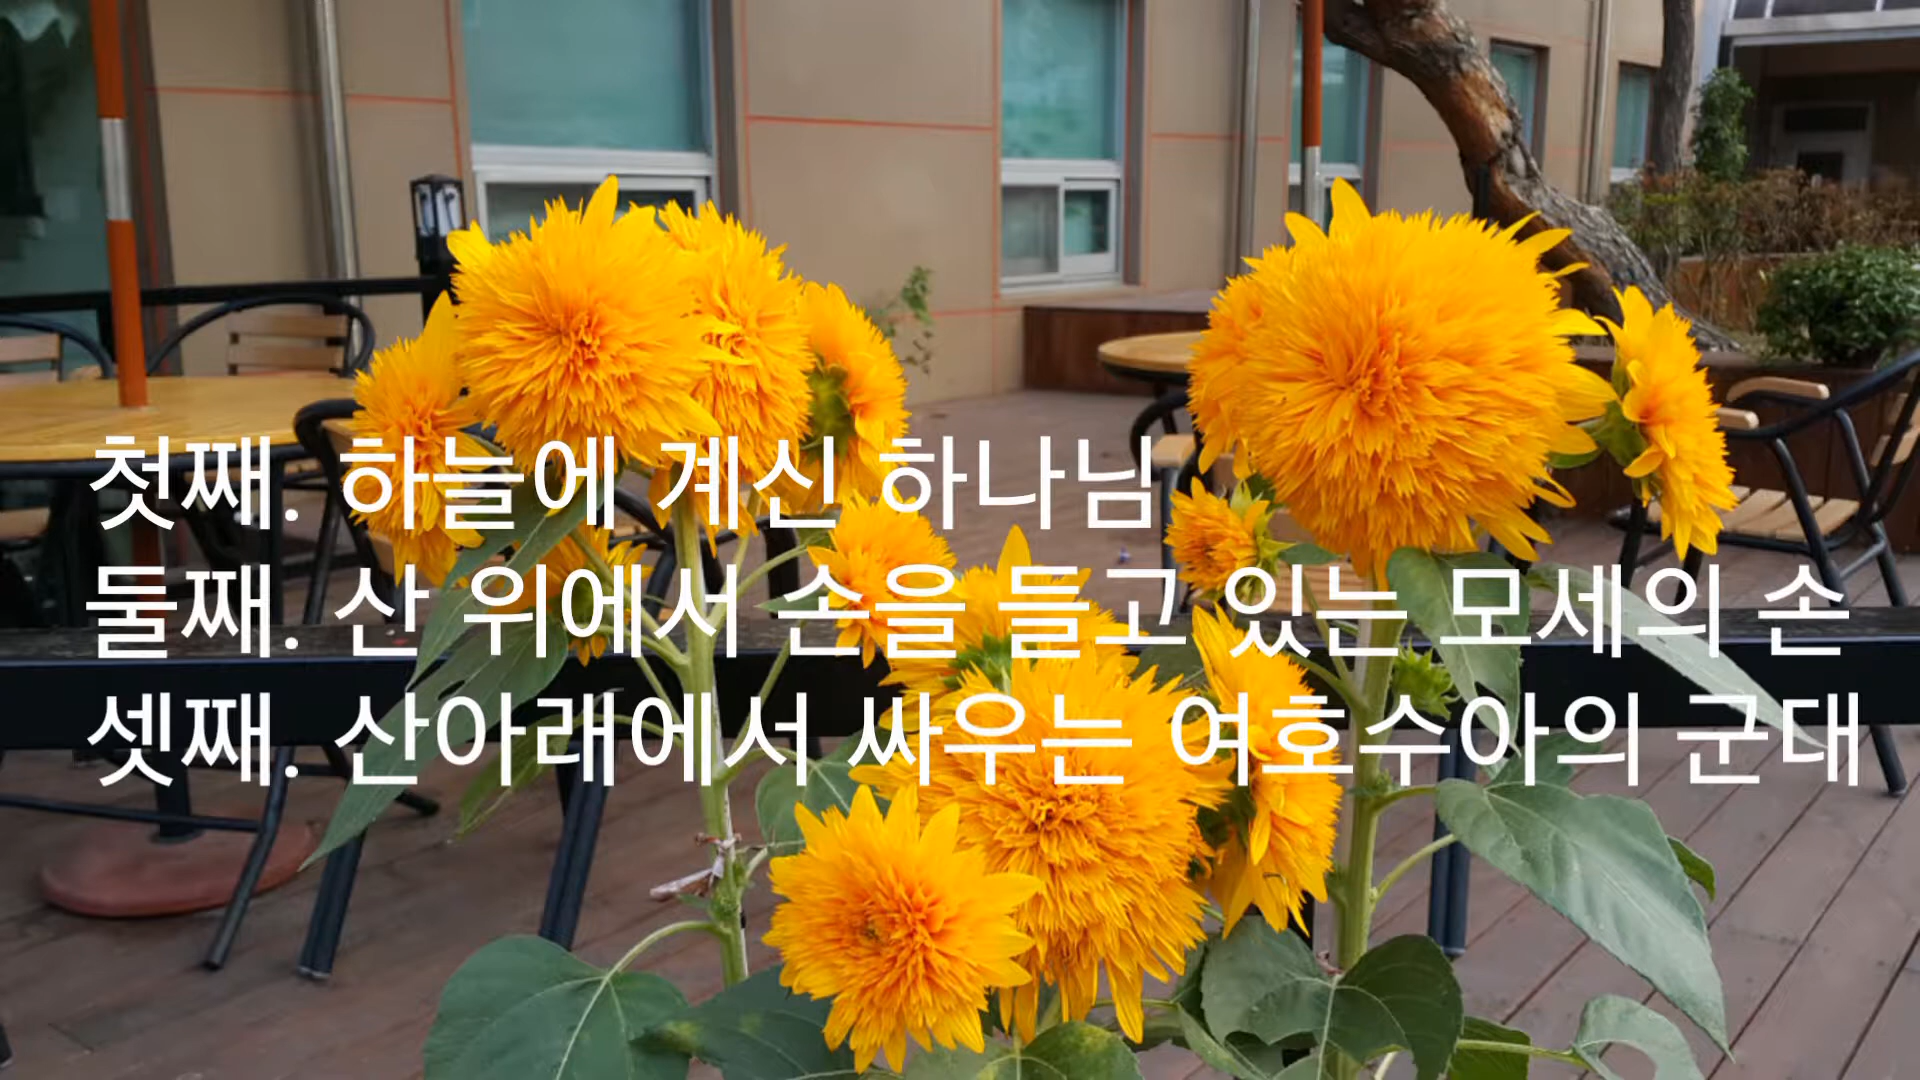 첫째. 하늘에 계신 하나님
둘째. 산 위에서 손을 들고 있는 모세의 손
셋째. 산아래에서 싸우는 여호수아의 군대